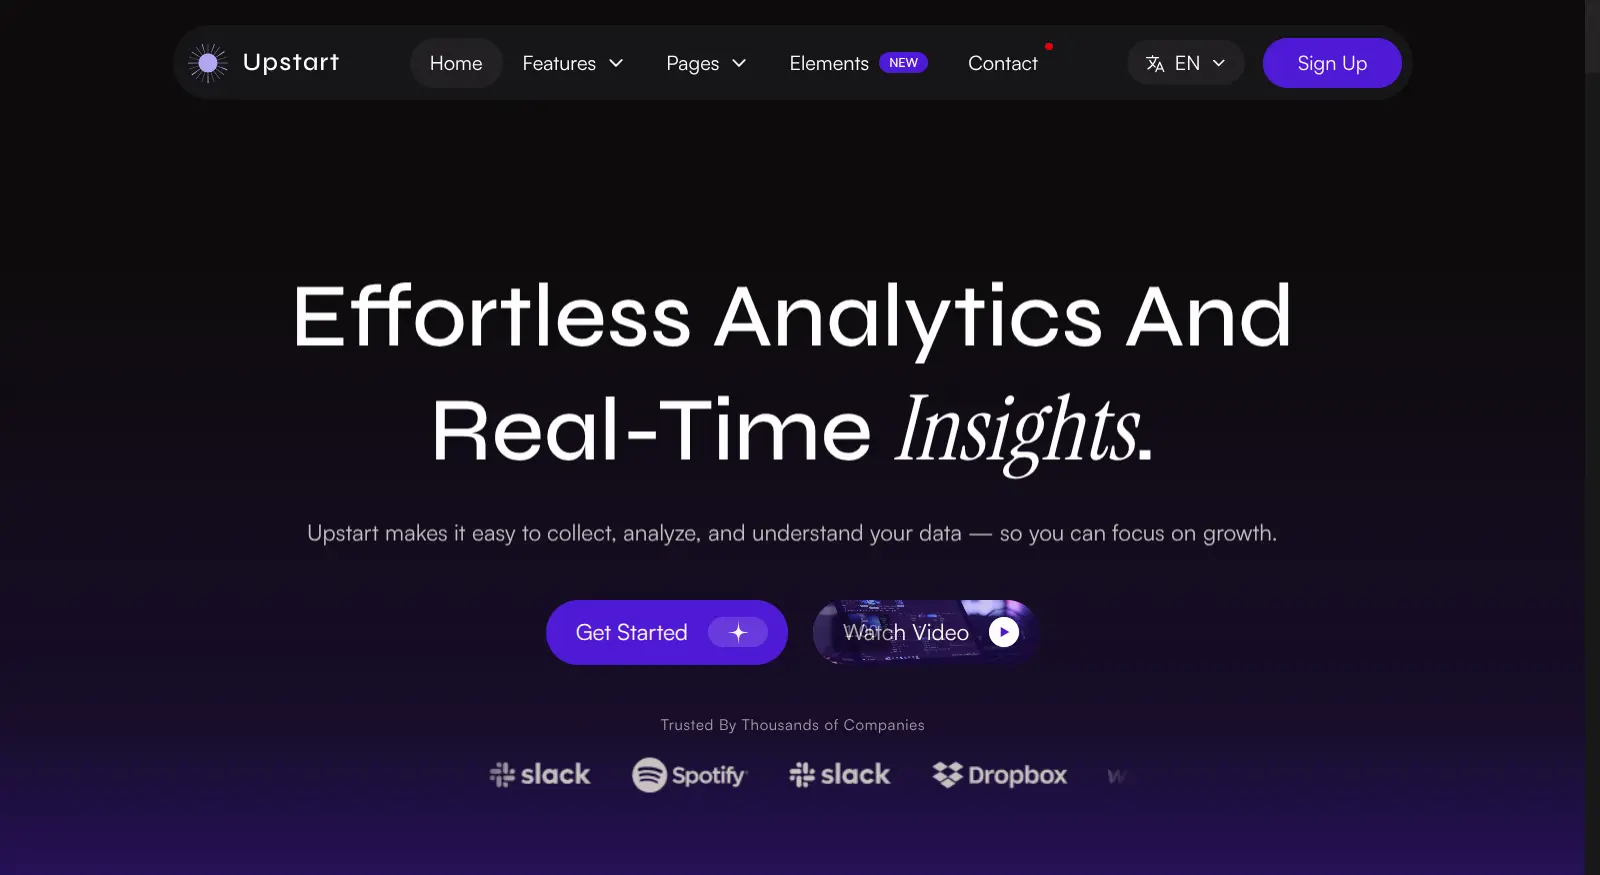 Upstart
Home
Features
Pages
Elements NEW
Contact
EN
Sign Up
Effortless Analytics And
Real-Time Insights.
Upstart makes it easy to collect, analyze, and understand your data — so you can focus on growth.
Get Started
Watch Video
Trusted By Thousands of Companies
slack
Spotify
slack
Dropbox